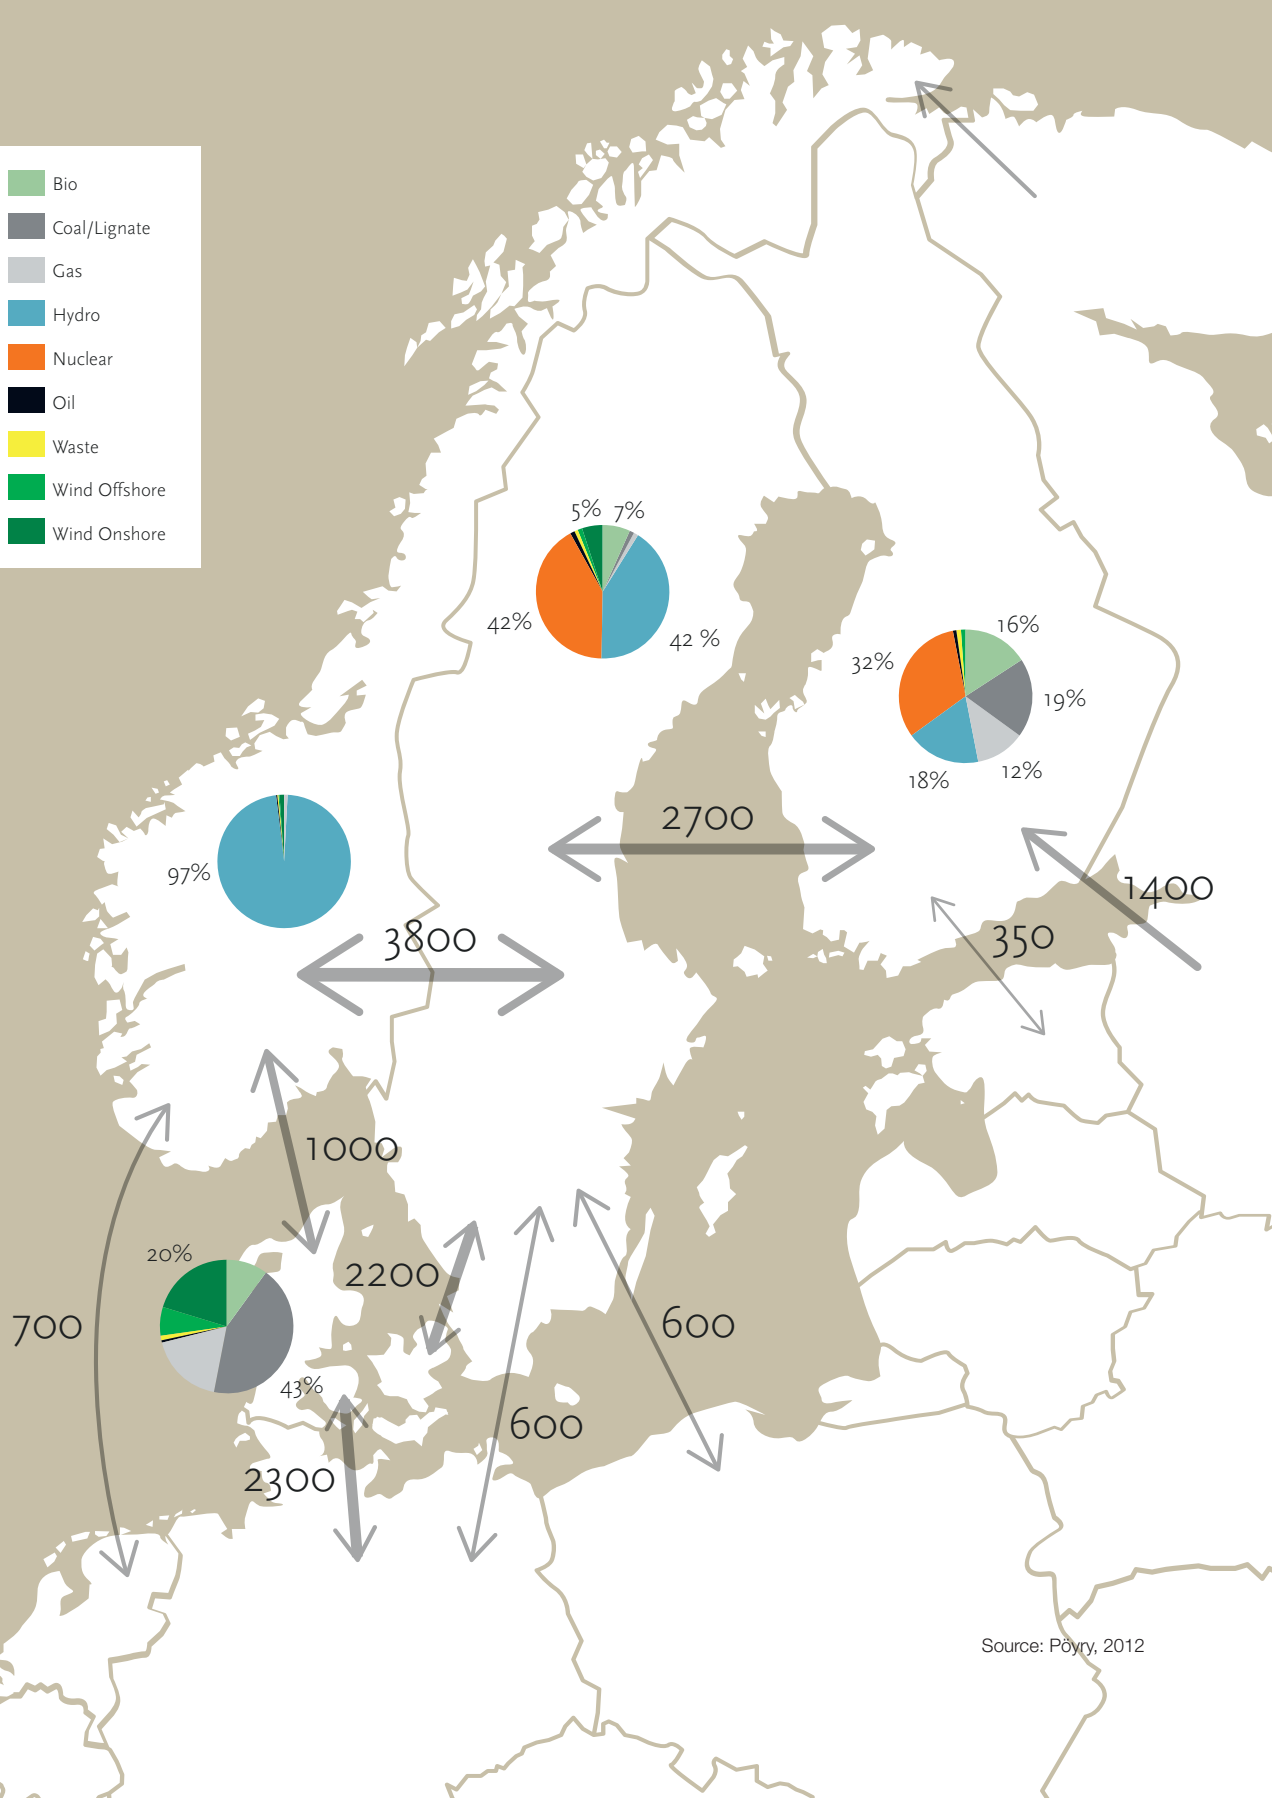 Bio
Coal/Lignate
Gas
Hydro
Nuclear
Oil
Waste
Wind Offshore
Wind Onshore
5% 7%
42%
42 %
16%
32%
19%
12%
18%
2700
97%
1400
3800
350
1000
20%
2200
700
600
43%
600
2300
Source: Pöyry, 2012